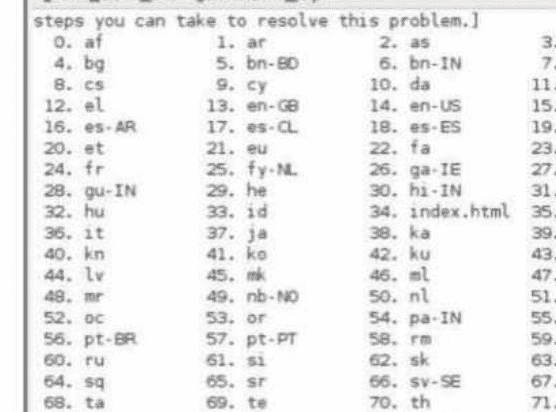 steps you can take to resolve this problem.]
0. af 1. ar 2. as 3.
4. bg 5. bn-BD 6. bn-IN 7.
8. cs 9. cy 10. da 11.
12. el 13. en-GB 14. en-US 15.
16. es-AR 17. es-CL 18. es-ES 19.
20. et 21. eu 22. fa 23.
24. fr 25. fy-NL 26. ga-IE 27.
28. gu-IN 29. he 30. hi-IN 31.
32. hu 33. id 34. index.html 35.
36. it 37. ja 38. ka 39.
40. kn 41. ko 42. ku 43.
44. lv 45. mk 46. ml 47.
48. mr 49. nb-NO 50. nl 51.
52. oc 53. or 54. pa-IN 55.
56. pt-BR 57. pt-PT 58. rm 59.
60. ru 61. si 62. sk 63.
64. sq 65. sr 66. sv-SE 67.
68. ta 69. te 70. th 71.